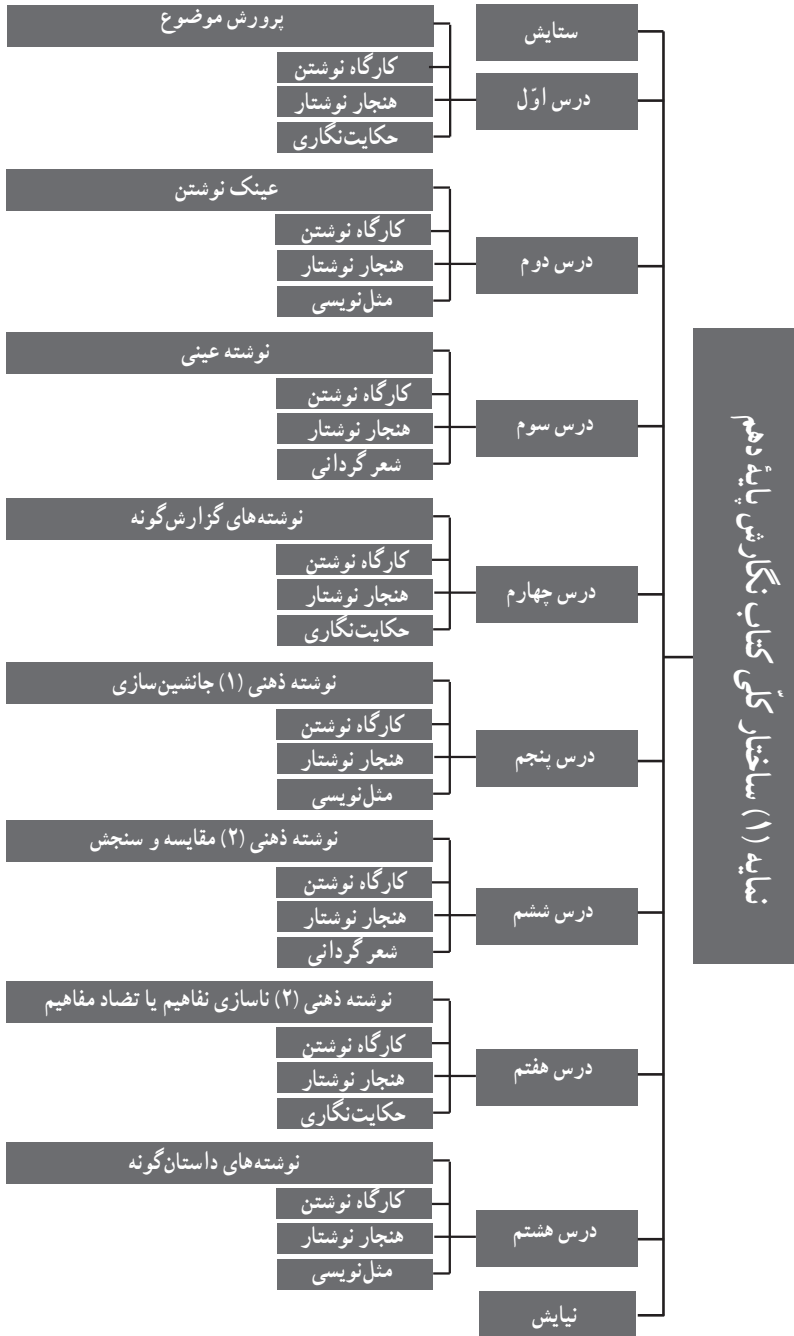 نمایه (۱) ساختار کلّی کتاب نگارش پایۀ دهم
ستایش
درس اوّل
پرورش موضوع
کارگاه نوشتن
هنجار نوشتار
حکایت‌نگاری
درس دوم
عینک نوشتن
کارگاه نوشتن
هنجار نوشتار
مثل‌نویسی
درس سوم
نوشته عینی
کارگاه نوشتن
هنجار نوشتار
شعر گردانی
درس چهارم
نوشته‌های گزارش‌گونه
کارگاه نوشتن
هنجار نوشتار
حکایت‌نگاری
درس پنجم
نوشته ذهنی (۱) جانشین‌سازی
کارگاه نوشتن
هنجار نوشتار
مثل‌نویسی
درس ششم
نوشته ذهنی (۲) مقایسه و سنجش
کارگاه نوشتن
هنجار نوشتار
شعر گردانی
درس هفتم
نوشته ذهنی (۲) ناسازی نفاهیم یا تضاد مفاهیم
کارگاه نوشتن
هنجار نوشتار
حکایت‌نگاری
درس هشتم
نوشته‌های داستان‌گونه
کارگاه نوشتن
هنجار نوشتار
مثل‌نویسی
نیایش